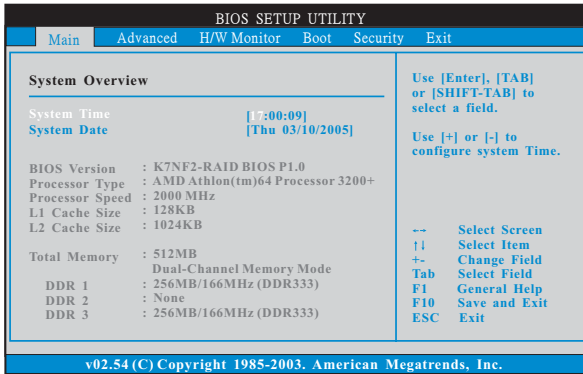 BIOS SETUP UTILITY
Main Advanced H/W Monitor Boot Security Exit
System Overview
System Time [17:00:09]
System Date [Thu 03/10/2005]
BIOS Version : K7NF2-RAID BIOS P1.0
Processor Type : AMD Athlon(tm)64 Processor 3200+
Processor Speed : 2000 MHz
L1 Cache Size : 128KB
L2 Cache Size : 1024KB
Total Memory : 512MB
Dual-Channel Memory Mode
DDR 1 : 256MB/166MHz (DDR333)
DDR 2 : None
DDR 3 : 256MB/166MHz (DDR333)
Use [Enter], [TAB]
or [SHIFT-TAB] to
select a field.
Use [+] or [-] to
configure system Time.
←→ Select Screen
↑↓ Select Item
+- Change Field
Tab Select Field
F1 General Help
F10 Save and Exit
ESC Exit
v02.54 (C) Copyright 1985-2003. American Megatrends, Inc.